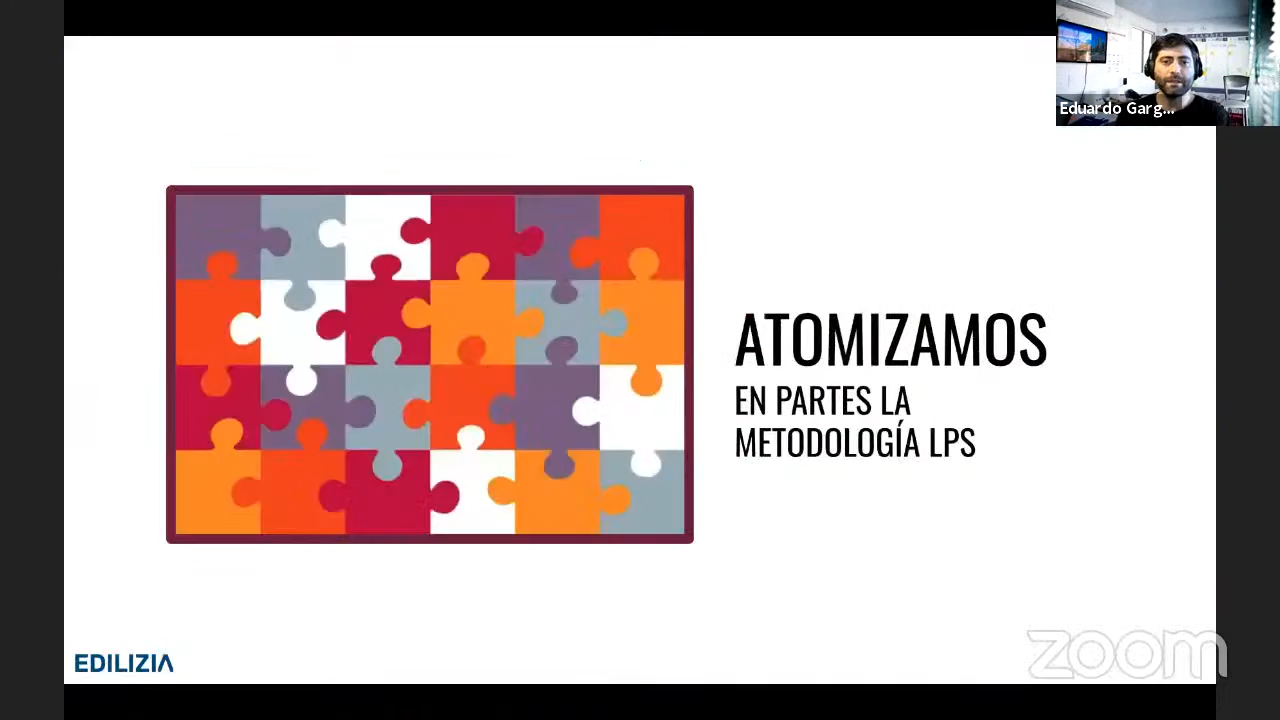 Eduardo Garg...
ATOMIZAMOS
EN PARTES LA
METODOLOGÍA LPS
EDILIZIA
zoom